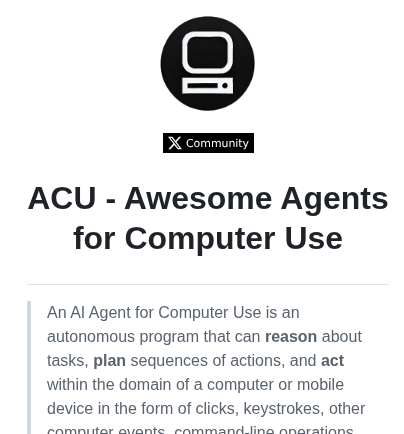 X Community
ACU - Awesome Agents
for Computer Use
An AI Agent for Computer Use is an
autonomous program that can reason about
tasks, plan sequences of actions, and act
within the domain of a computer or mobile
device in the form of clicks, keystrokes, other
computer events, command-line operations